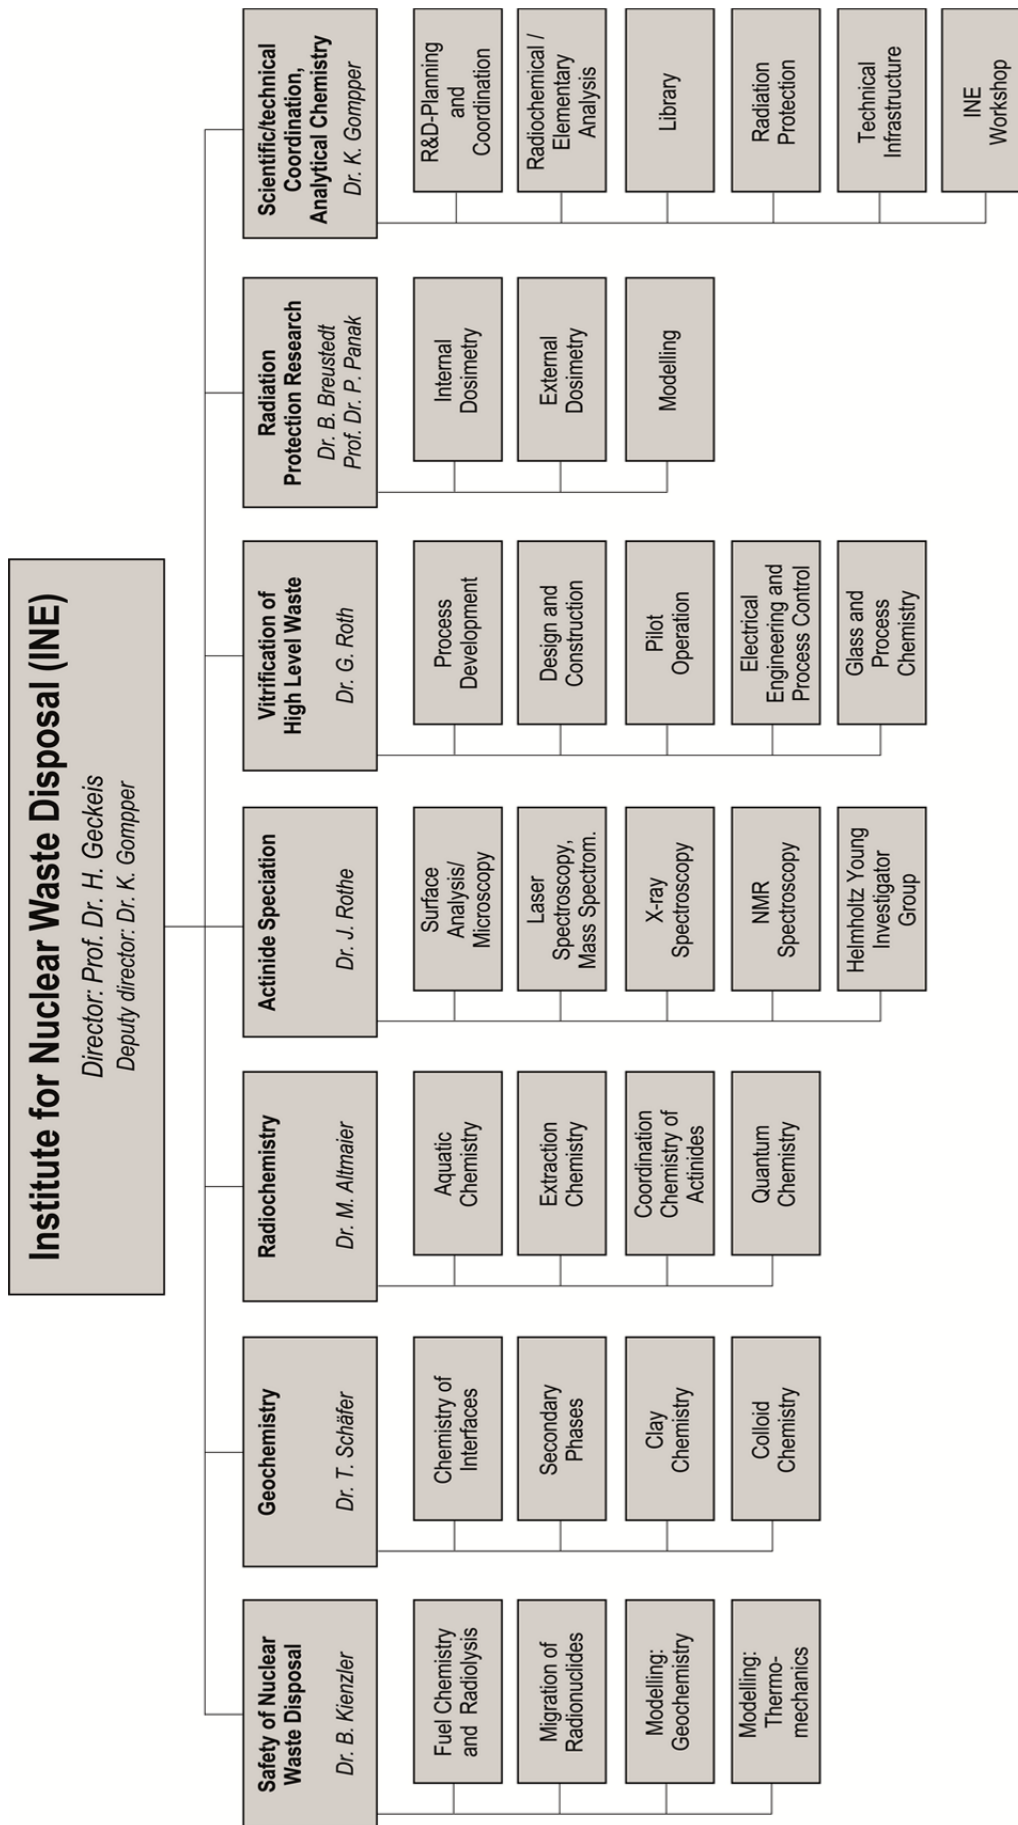 Institute for Nuclear Waste Disposal (INE)
Director: Prof. Dr. H. Geckeis
Deputy director: Dr. K. Gompper
Safety of Nuclear
Waste Disposal
Dr. B. Kienzler
Fuel Chemistry
and Radiolysis
Migration of
Radionuclides
Modelling:
Geochemistry
Modelling:
Thermo-
mechanics
Geochemistry
Dr. T. Schäfer
Chemistry of
Interfaces
Secondary
Phases
Clay
Chemistry
Colloid
Chemistry
Radiochemistry
Dr. M. Altmaier
Aquatic
Chemistry
Extraction
Chemistry
Coordination
Chemistry of
Actinides
Quantum
Chemistry
Actinide Speciation
Dr. J. Rothe
Surface
Analysis/
Microscopy
Laser
Spectroscopy,
Mass Spectrom.
X-ray
Spectroscopy
NMR
Spectroscopy
Helmholtz Young
Investigator
Group
Vitrification of
High Level Waste
Dr. G. Roth
Process
Development
Design and
Construction
Pilot
Operation
Electrical
Engineering and
Process Control
Glass and
Process
Chemistry
Radiation
Protection Research
Dr. B. Breustedt
Prof. Dr. P. Panak
Internal
Dosimetry
External
Dosimetry
Modelling
Scientific/technical
Coordination,
Analytical Chemistry
Dr. K. Gompper
R&D-Planning
and
Coordination
Radiochemical /
Elementary
Analysis
Library
Radiation
Protection
Technical
Infrastructure
INE
Workshop